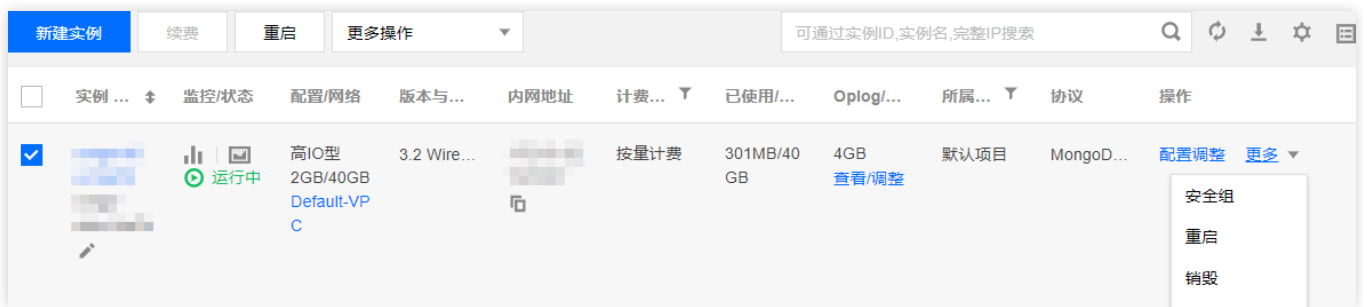 新建实例 续费 重启 更多操作 可通过实例ID,实例名,完整IP搜索
实例 ... 监控/状态 配置/网络 版本与... 内网地址 计费... 已使用/... Oplog/... 所属... 协议 操作
高IO型 3.2 Wire... 按量计费 301MB/40 4GB 默认项目 MongoD... 配置调整 更多
运行中 2GB/40GB GB 查看/调整
Default-VP
C
安全组
重启
销毁